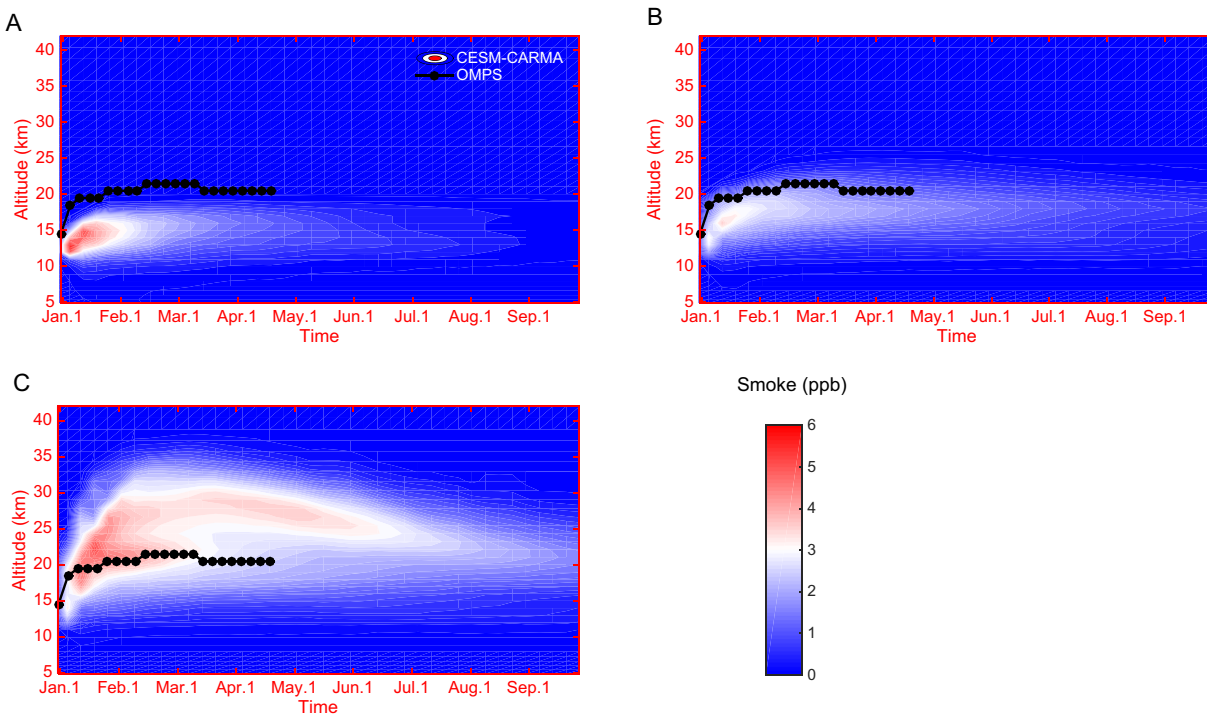 A
CESM-CARMA
OMPS
Altitude (km)
40
35
30
25
20
15
10
5
Jan.1 Feb.1 Mar.1 Apr.1 May.1 Jun.1 Jul.1 Aug.1 Sep.1
Time
B
Altitude (km)
40
35
30
25
20
15
10
5
Jan.1 Feb.1 Mar.1 Apr.1 May.1 Jun.1 Jul.1 Aug.1 Sep.1
Time
C
Altitude (km)
40
35
30
25
20
15
10
5
Jan.1 Feb.1 Mar.1 Apr.1 May.1 Jun.1 Jul.1 Aug.1 Sep.1
Time
Smoke (ppb)
6
5
4
3
2
1
0